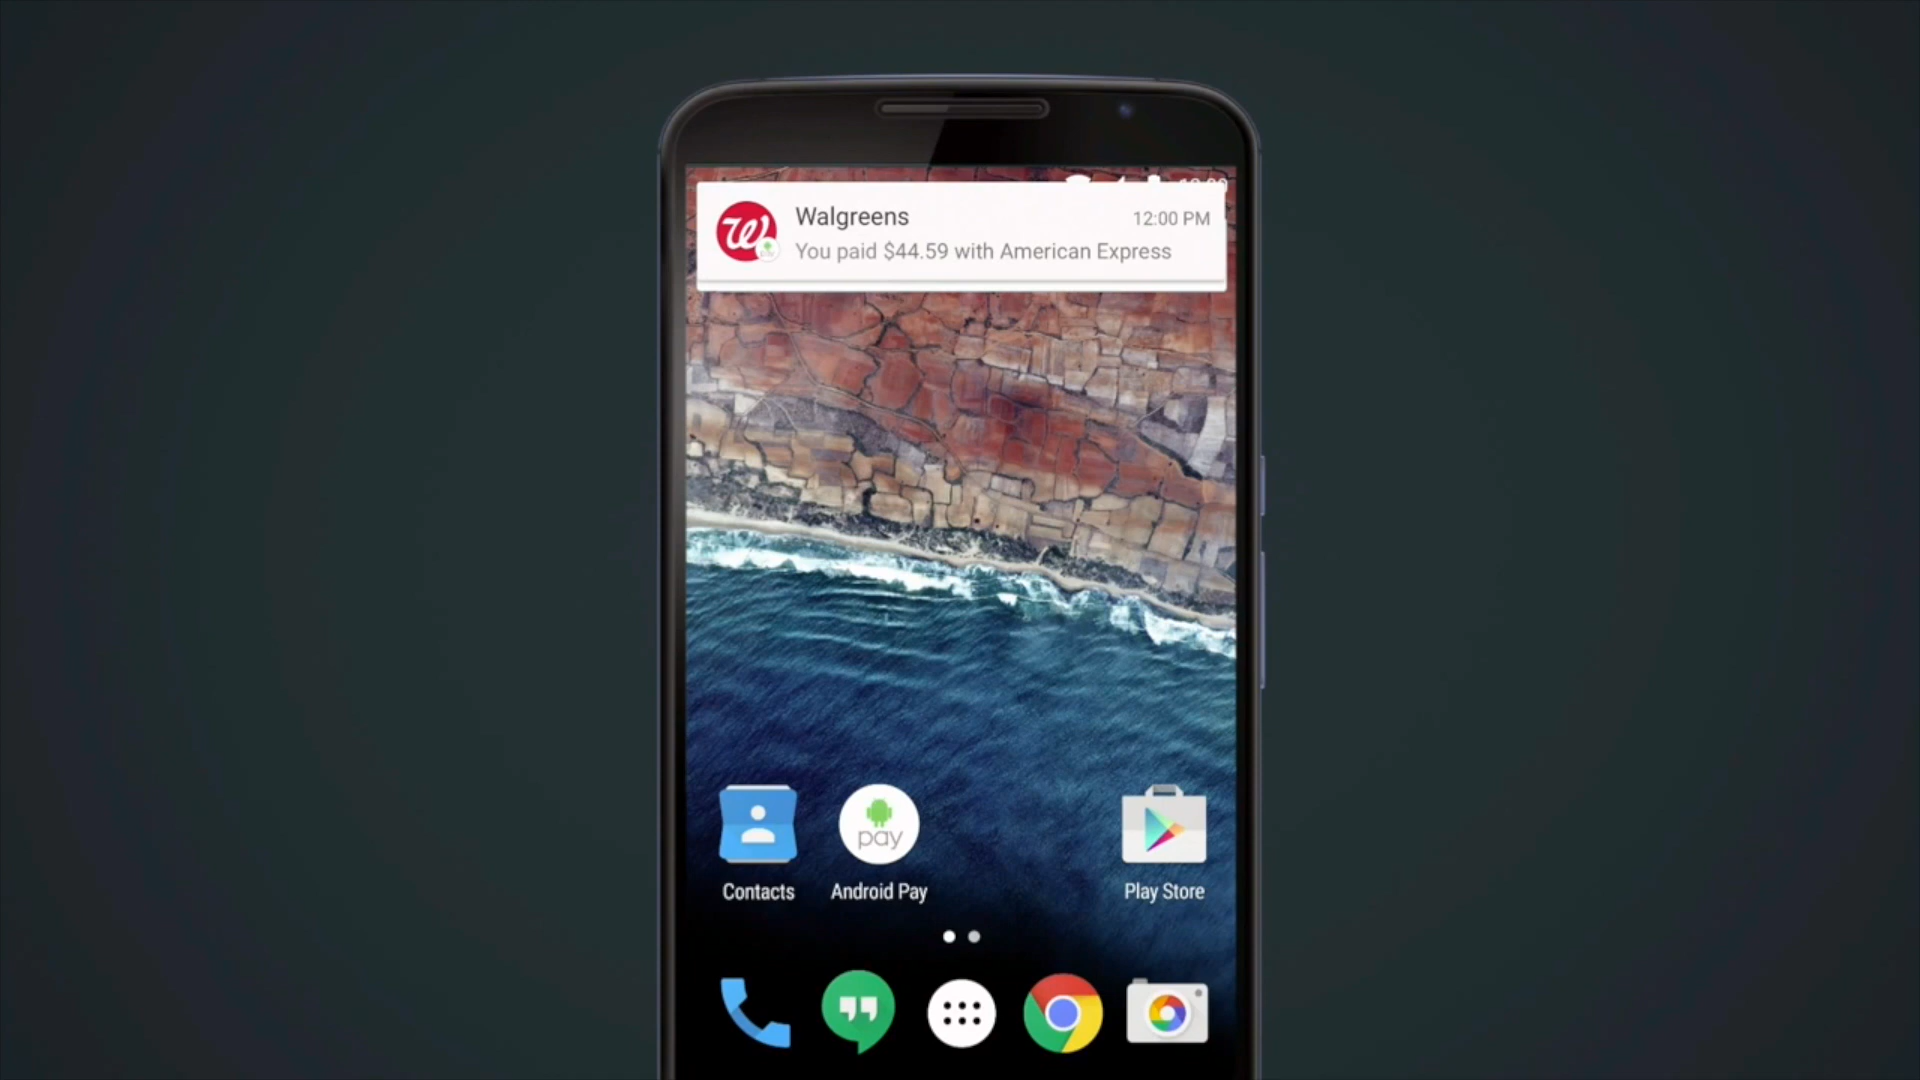 Walgreens
12:00 PM
You paid $44.59 with American Express
pay
Contacts
Android Pay
Play Store